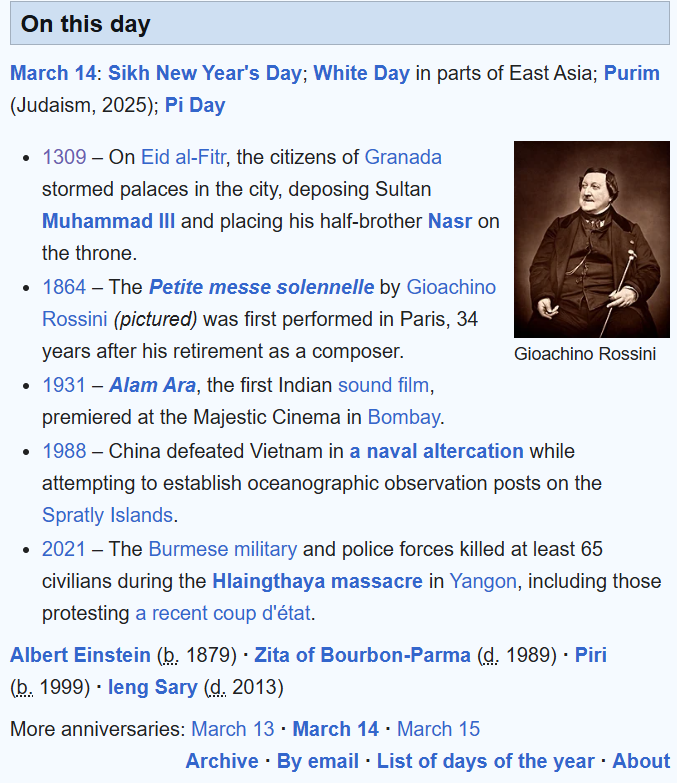 On this day
March 14: Sikh New Year's Day; White Day in parts of East Asia; Purim
(Judaism, 2025); Pi Day
• 1309 – On Eid al-Fitr, the citizens of Granada
stormed palaces in the city, deposing Sultan
Muhammad III and placing his half-brother Nasr on
the throne.
• 1864 – The Petite messe solennelle by Gioachino
Rossini (pictured) was first performed in Paris, 34
years after his retirement as a composer.
Gioachino Rossini
• 1931 – Alam Ara, the first Indian sound film,
premiered at the Majestic Cinema in Bombay.
• 1988 – China defeated Vietnam in a naval altercation while
attempting to establish oceanographic observation posts on the
Spratly Islands.
• 2021 – The Burmese military and police forces killed at least 65
civilians during the Hlaingthaya massacre in Yangon, including those
protesting a recent coup d'état.
Albert Einstein (b. 1879) · Zita of Bourbon-Parma (d. 1989) · Piri
(b. 1999) · Ieng Sary (d. 2013)
More anniversaries: March 13 · March 14 · March 15
Archive · By email · List of days of the year · About